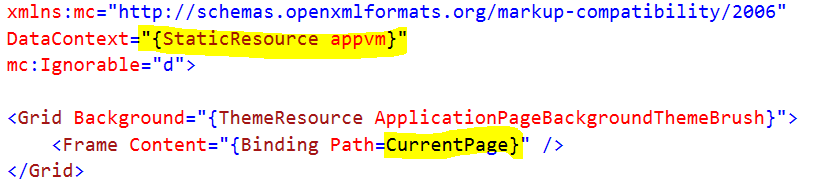 xmlns:mc="http://schemas.openxmlformats.org/markup-compatibility/2006"
DataContext="{StaticResource appvm}"
mc:Ignorable="d">
<Grid Background="{ThemeResource ApplicationPageBackgroundThemeBrush}">
<Frame Content="{Binding Path=CurrentPage}" />
</Grid>